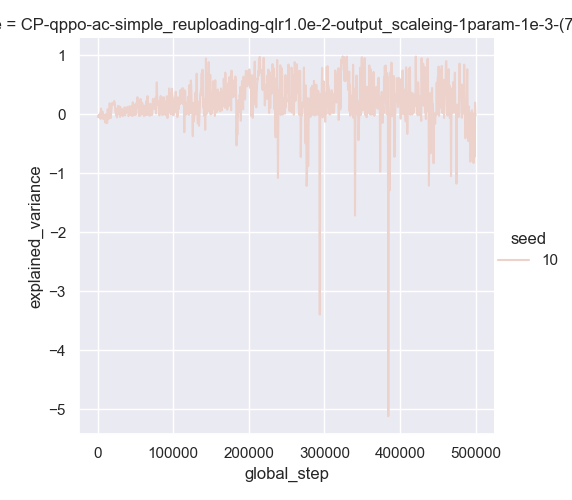 e = CP-qppo-ac-simple_reuploading-qlr1.0e-2-output_scaleing-1param-1e-3-(7
1
0
−1
−2
−3
−4
−5
explained_variance
0 100000 200000 300000 400000 500000
global_step
seed
10